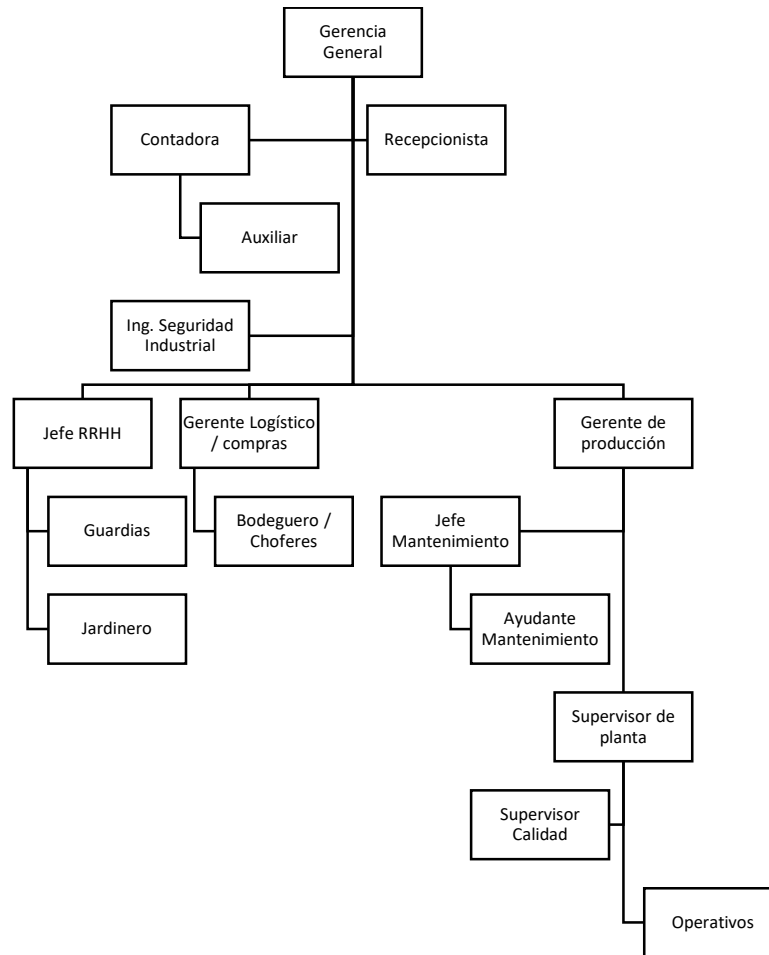 Gerencia
General
Contadora
Recepcionista
Auxiliar
Ing. Seguridad
Industrial
Jefe RRHH
Gerente Logístico
/ compras
Gerente de
producción
Guardias
Bodeguero /
Choferes
Jefe
Mantenimiento
Jardinero
Ayudante
Mantenimiento
Supervisor de
planta
Supervisor
Calidad
Operativos